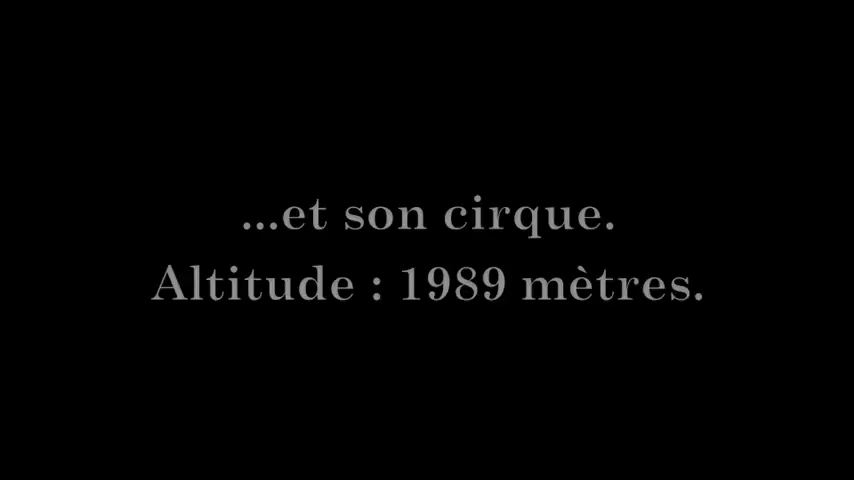 ...et son cirque.
Altitude : 1989 mètres.